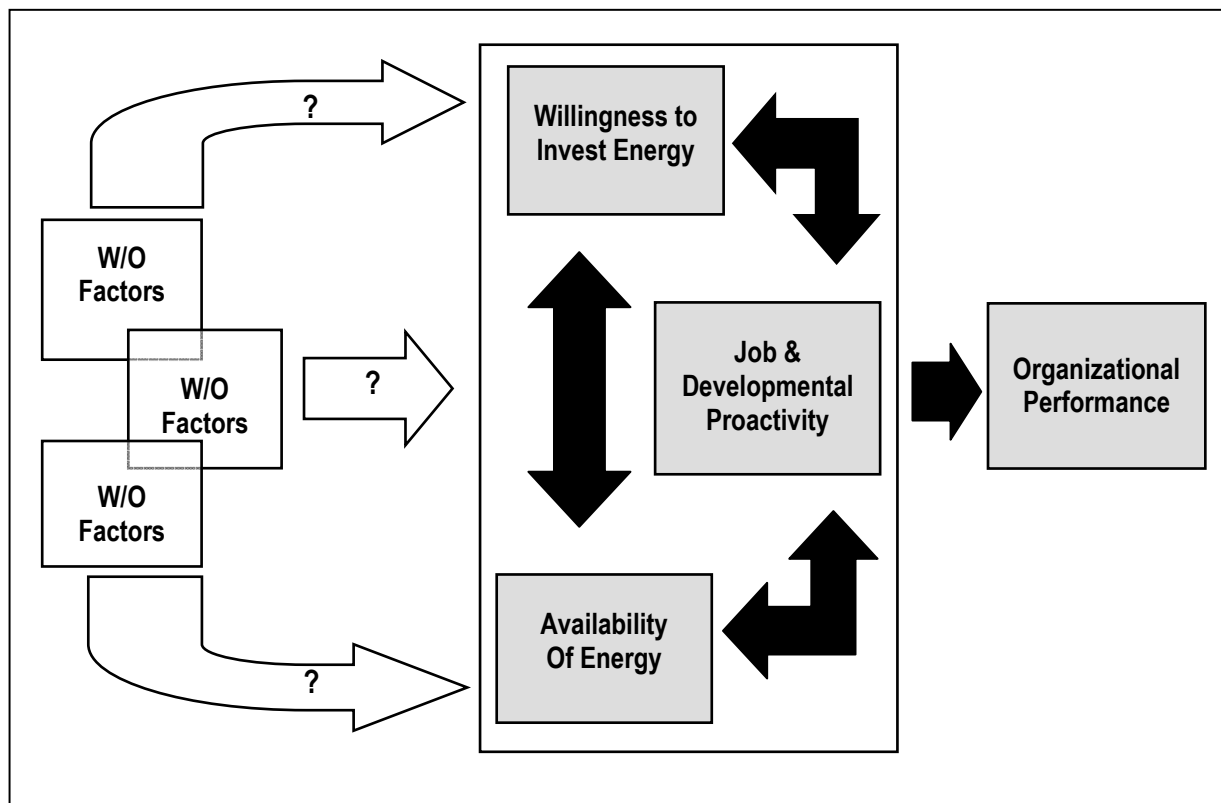 ?
Willingness to
Invest Energy
W/O
Factors
W/O
Factors
W/O
Factors
?
Job &
Developmental
Proactivity
Organizational
Performance
Availability
Of Energy
?